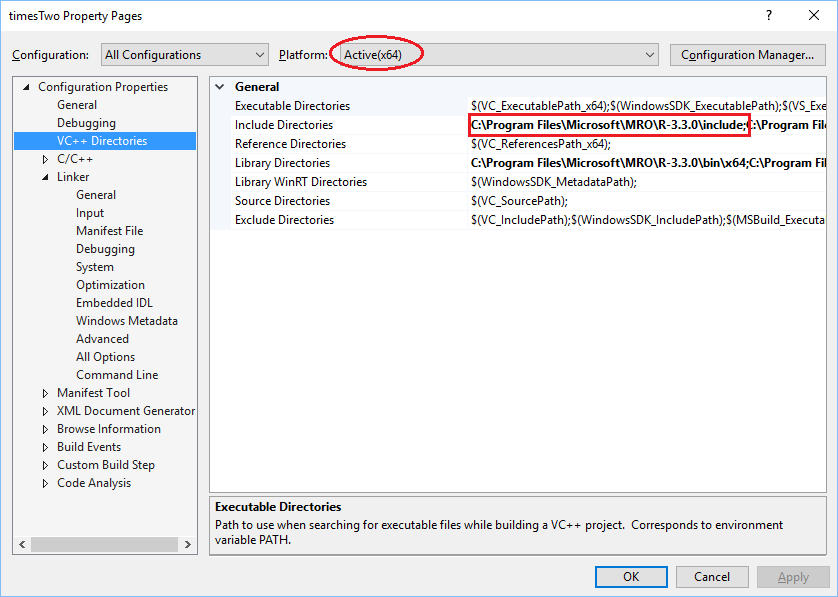 timesTwo Property Pages
?
Configuration: All Configurations Platform: Active(x64) Configuration Manager...
Configuration Properties
General
Debugging
VC++ Directories
C/C++
Linker
General
Input
Manifest File
Debugging
System
Optimization
Embedded IDL
Windows Metadata
Advanced
All Options
Command Line
Manifest Tool
XML Document Generator
Browse Information
Build Events
Custom Build Step
Code Analysis
General
Executable Directories $(VC_ExecutablePath_x64);$(WindowsSDK_ExecutablePath);$(VS_Exe
Include Directories C:\Program Files\Microsoft\MRO\R-3.3.0\include;C:\Program Fil
Reference Directories $(VC_ReferencesPath_x64);
Library Directories C:\Program Files\Microsoft\MRO\R-3.3.0\bin\x64;C:\Program Fil
Library WinRT Directories $(WindowsSDK_MetadataPath);
Source Directories $(VC_SourcePath);
Exclude Directories $(VC_IncludePath);$(WindowsSDK_IncludePath);$(MSBuild_Executa
Executable Directories
Path to use when searching for executable files while building a VC++ project. Corresponds to environment
variable PATH.
OK Cancel Apply